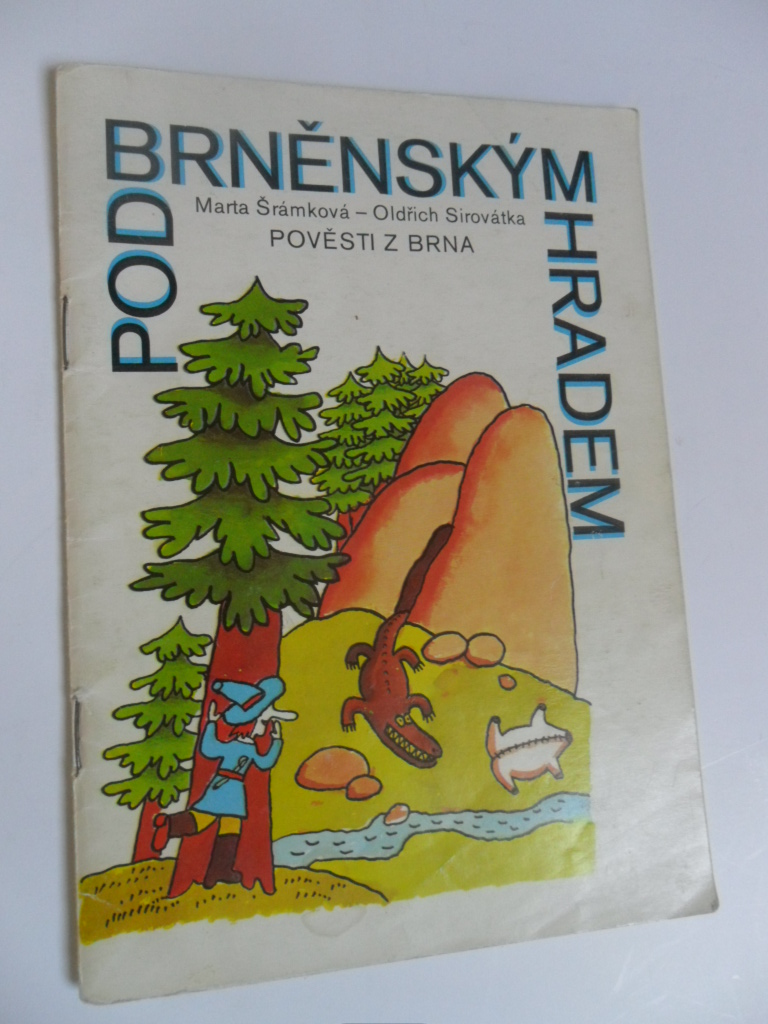 POD
BRNĚNSKÝM
HRADEM
Marta Šrámková – Oldřich Sirovátka
POVĚSTI Z BRNA